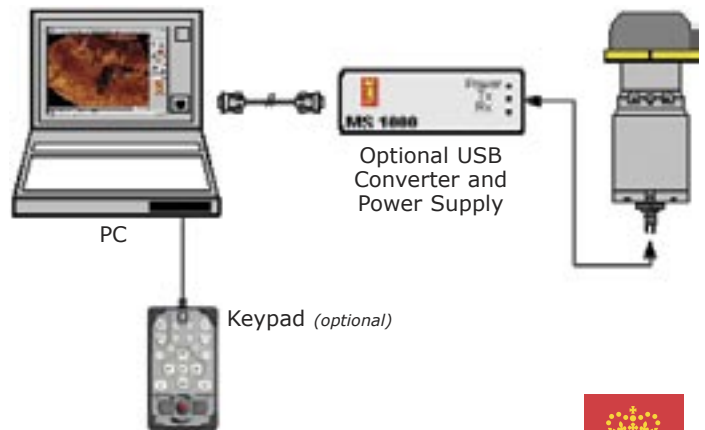 Power
Tx
Rx
MS 1000
Optional USB
Converter and
Power Supply
PC
Keypad (optional)